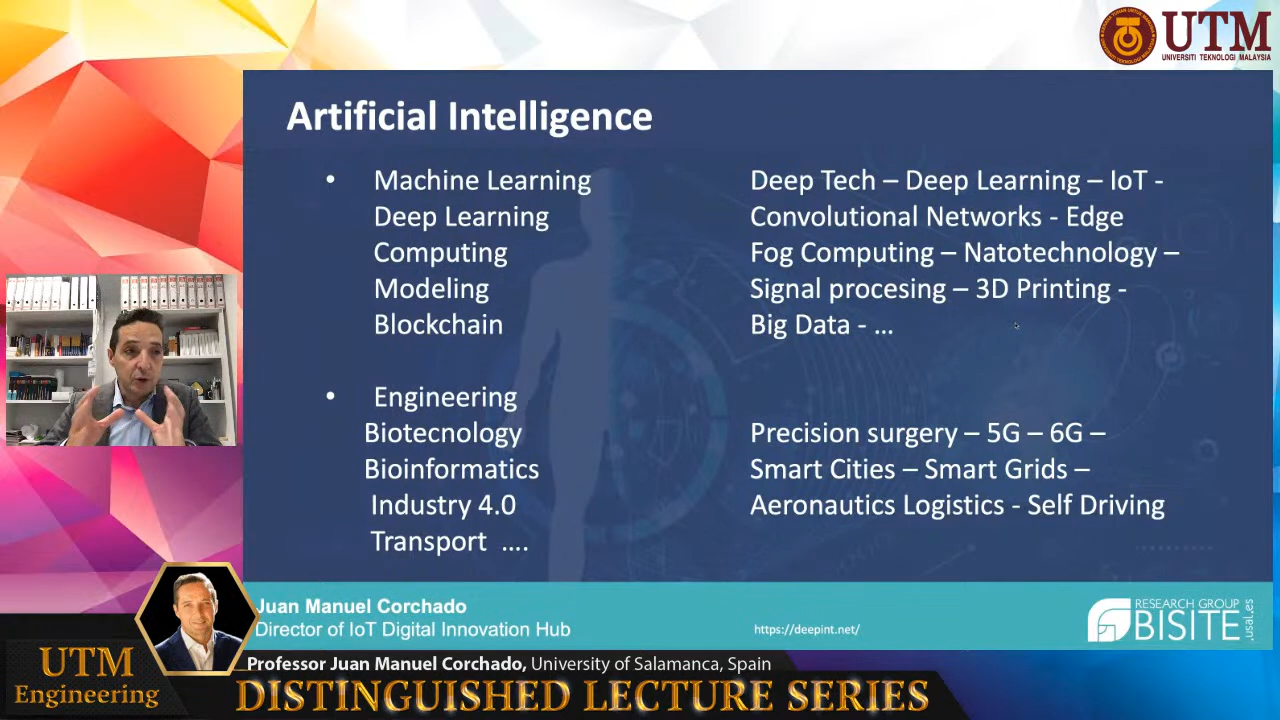 UTM
UNIVERSITI TEKNOLOGI MALAYSIA
Artificial Intelligence
• Machine Learning
Deep Learning
Computing
Modeling
Blockchain
Deep Tech – Deep Learning – IoT -
Convolutional Networks - Edge
Fog Computing – Natotechnology –
Signal procesing – 3D Printing -
Big Data - ...
• Engineering
Biotecnology
Bioinformatics
Industry 4.0
Transport ....
Precision surgery – 5G – 6G –
Smart Cities – Smart Grids –
Aeronautics Logistics - Self Driving
Juan Manuel Corchado
Director of IoT Digital Innovation Hub
https://deepint.net/
RESEARCH GROUP
BISITE
.usal.es
Professor Juan Manuel Corchado, University of Salamanca, Spain
UTM
Engineering
DISTINGUISHED LECTURE SERIES